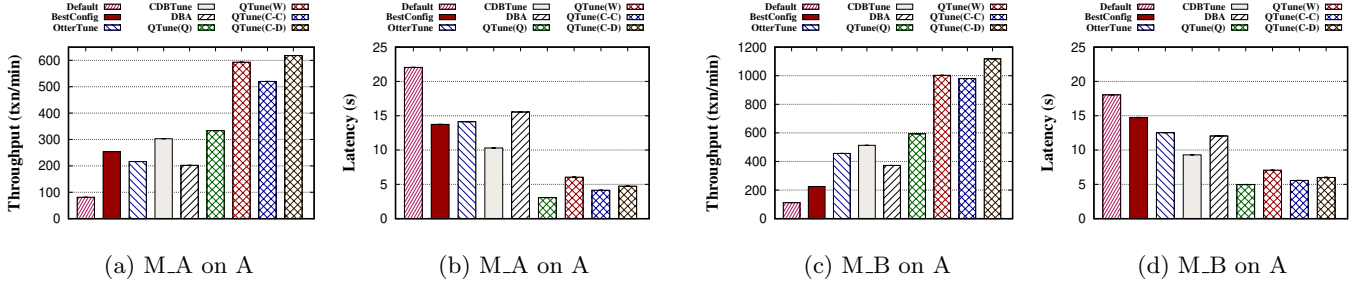 Default CDBTune QTune(W)
BestConfig DBA QTune(C-C)
OtterTune QTune(Q) QTune(C-D)
600
500
400
300
200
100
0
Throughput (txn/min)
(a) M_A on A
Default CDBTune QTune(W)
BestConfig DBA QTune(C-C)
OtterTune QTune(Q) QTune(C-D)
25
20
15
10
5
0
Latency (s)
(b) M_A on A
Default CDBTune QTune(W)
BestConfig DBA QTune(C-C)
OtterTune QTune(Q) QTune(C-D)
1200
1000
800
600
400
200
0
Throughput (txn/min)
(c) M_B on A
Default CDBTune QTune(W)
BestConfig DBA QTune(C-C)
OtterTune QTune(Q) QTune(C-D)
25
20
15
10
5
0
Latency (s)
(d) M_B on A